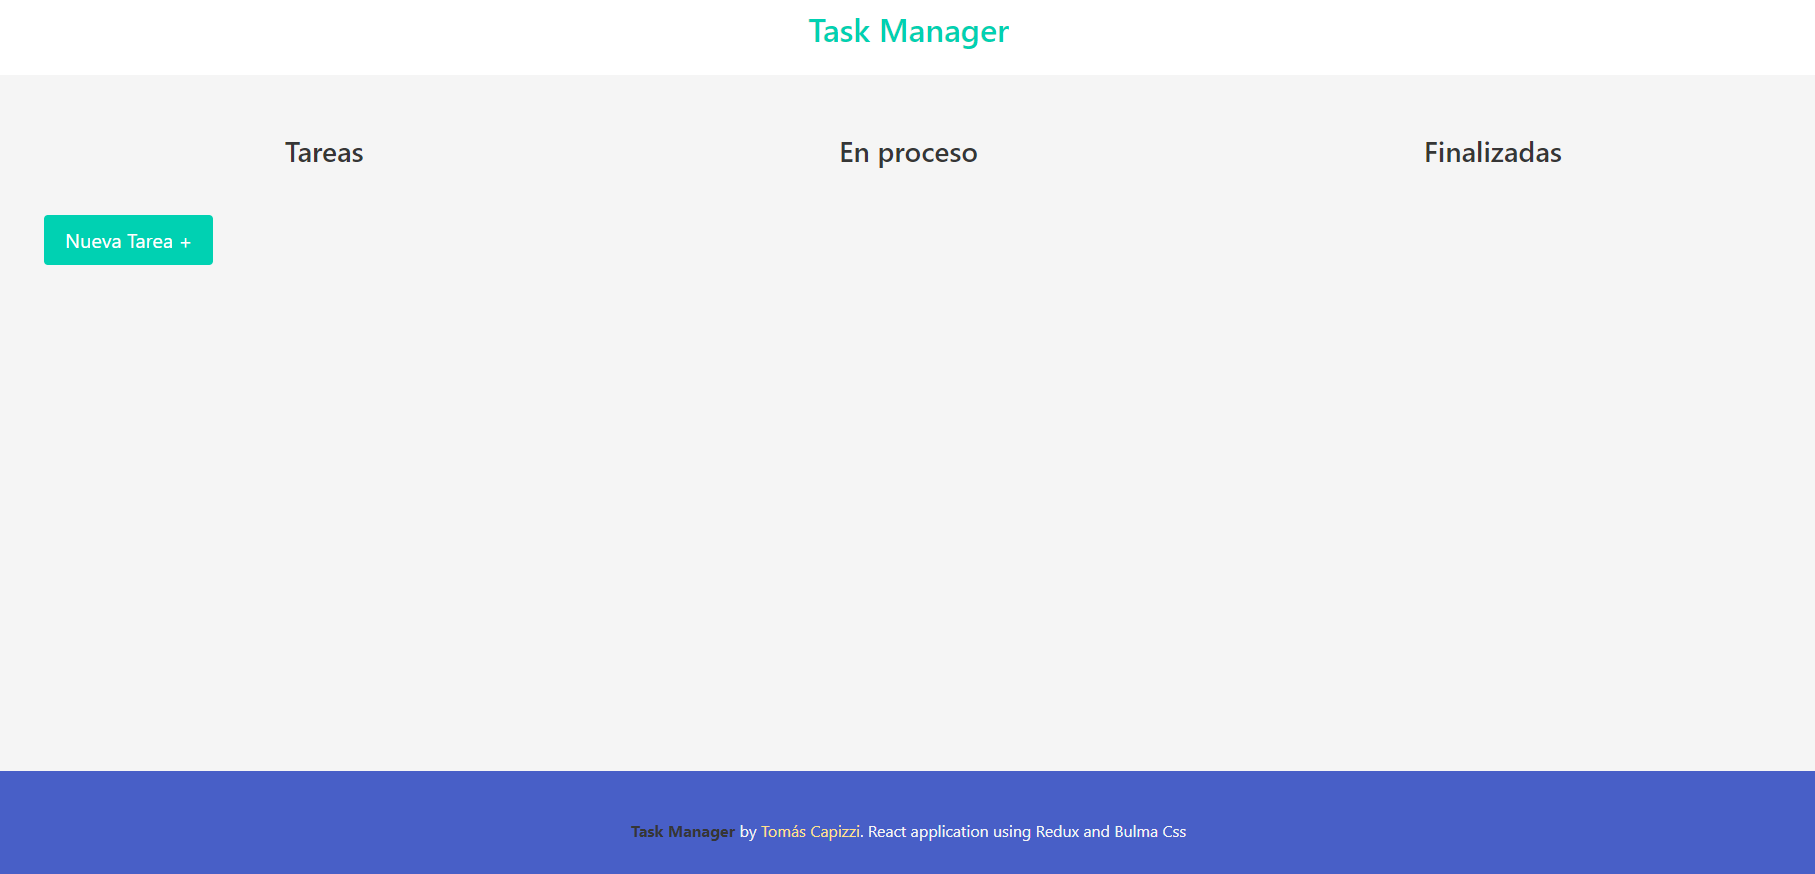 Task Manager
Tareas
En proceso
Finalizadas
Nueva Tarea +
Task Manager by Tomás Capizzi. React application using Redux and Bulma Css